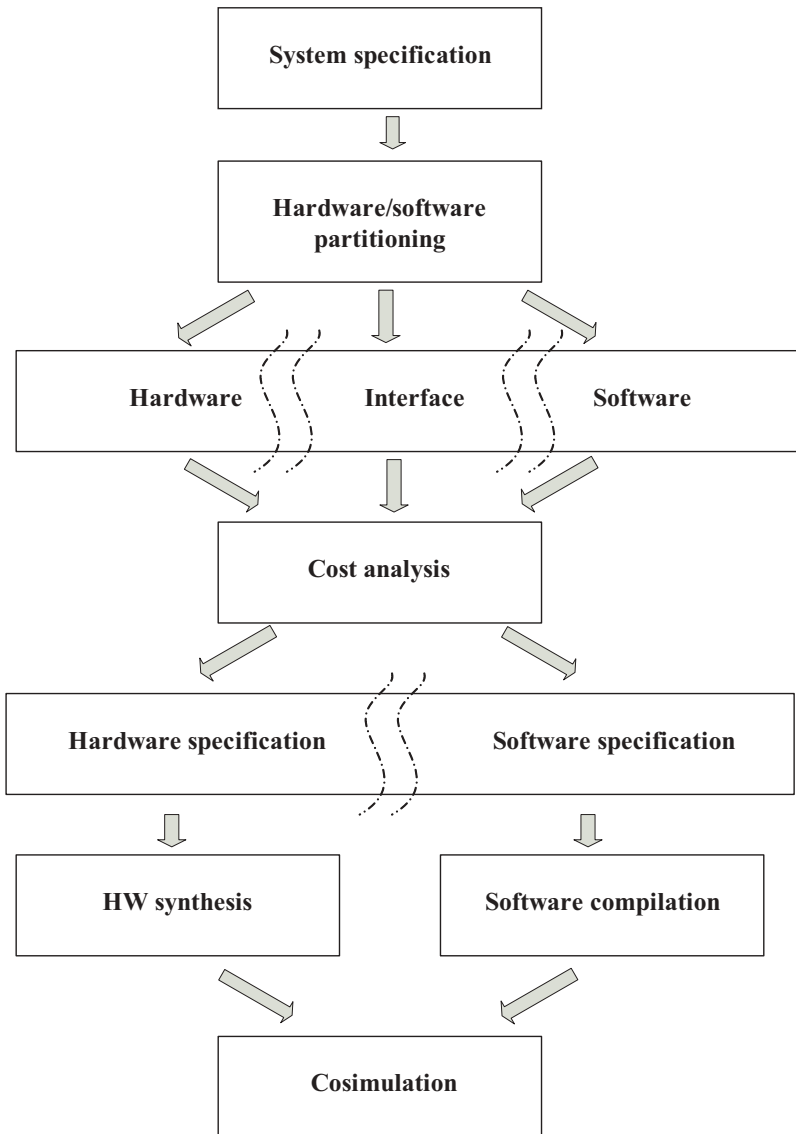 System specification
Hardware/software
partitioning
Hardware Interface Software
Cost analysis
Hardware specification Software specification
HW synthesis Software compilation
Cosimulation